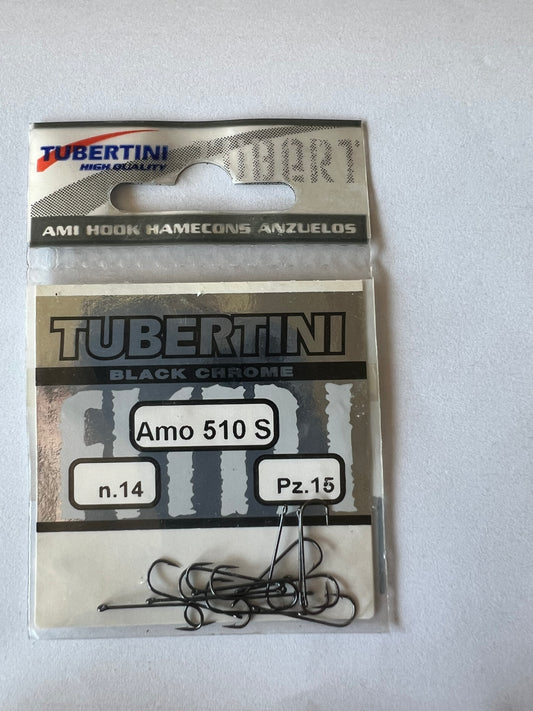 TUBERTINI
HIGH QUALITY
AMI HOOK HAMECONS ANZUELOS
TUBERTINI
BLACK CHROME
Amo 510 S
n.14
Pz.15